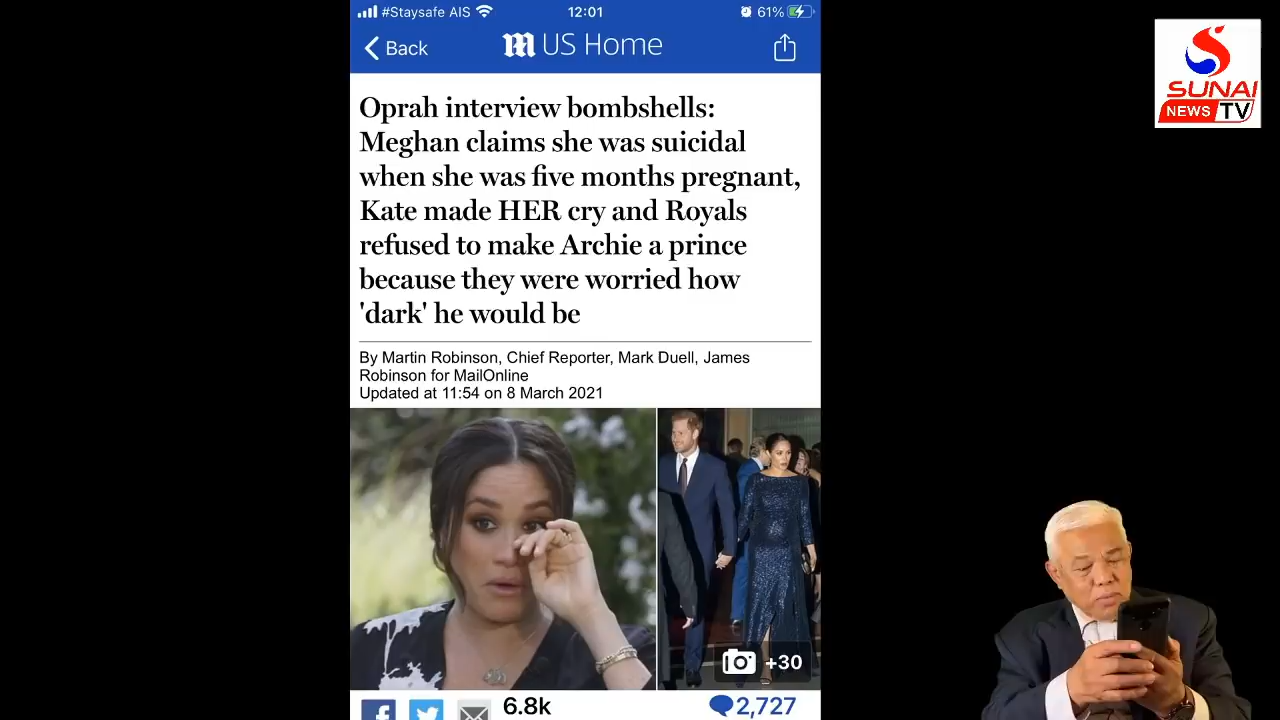 #Staysafe AIS
12:01
61%
Back
US Home
SUNAI
NEWS TV
Oprah interview bombshells:
Meghan claims she was suicidal
when she was five months pregnant,
Kate made HER cry and Royals
refused to make Archie a prince
because they were worried how
'dark' he would be
By Martin Robinson, Chief Reporter, Mark Duell, James
Robinson for MailOnline
Updated at 11:54 on 8 March 2021
+30
6.8k
2,727